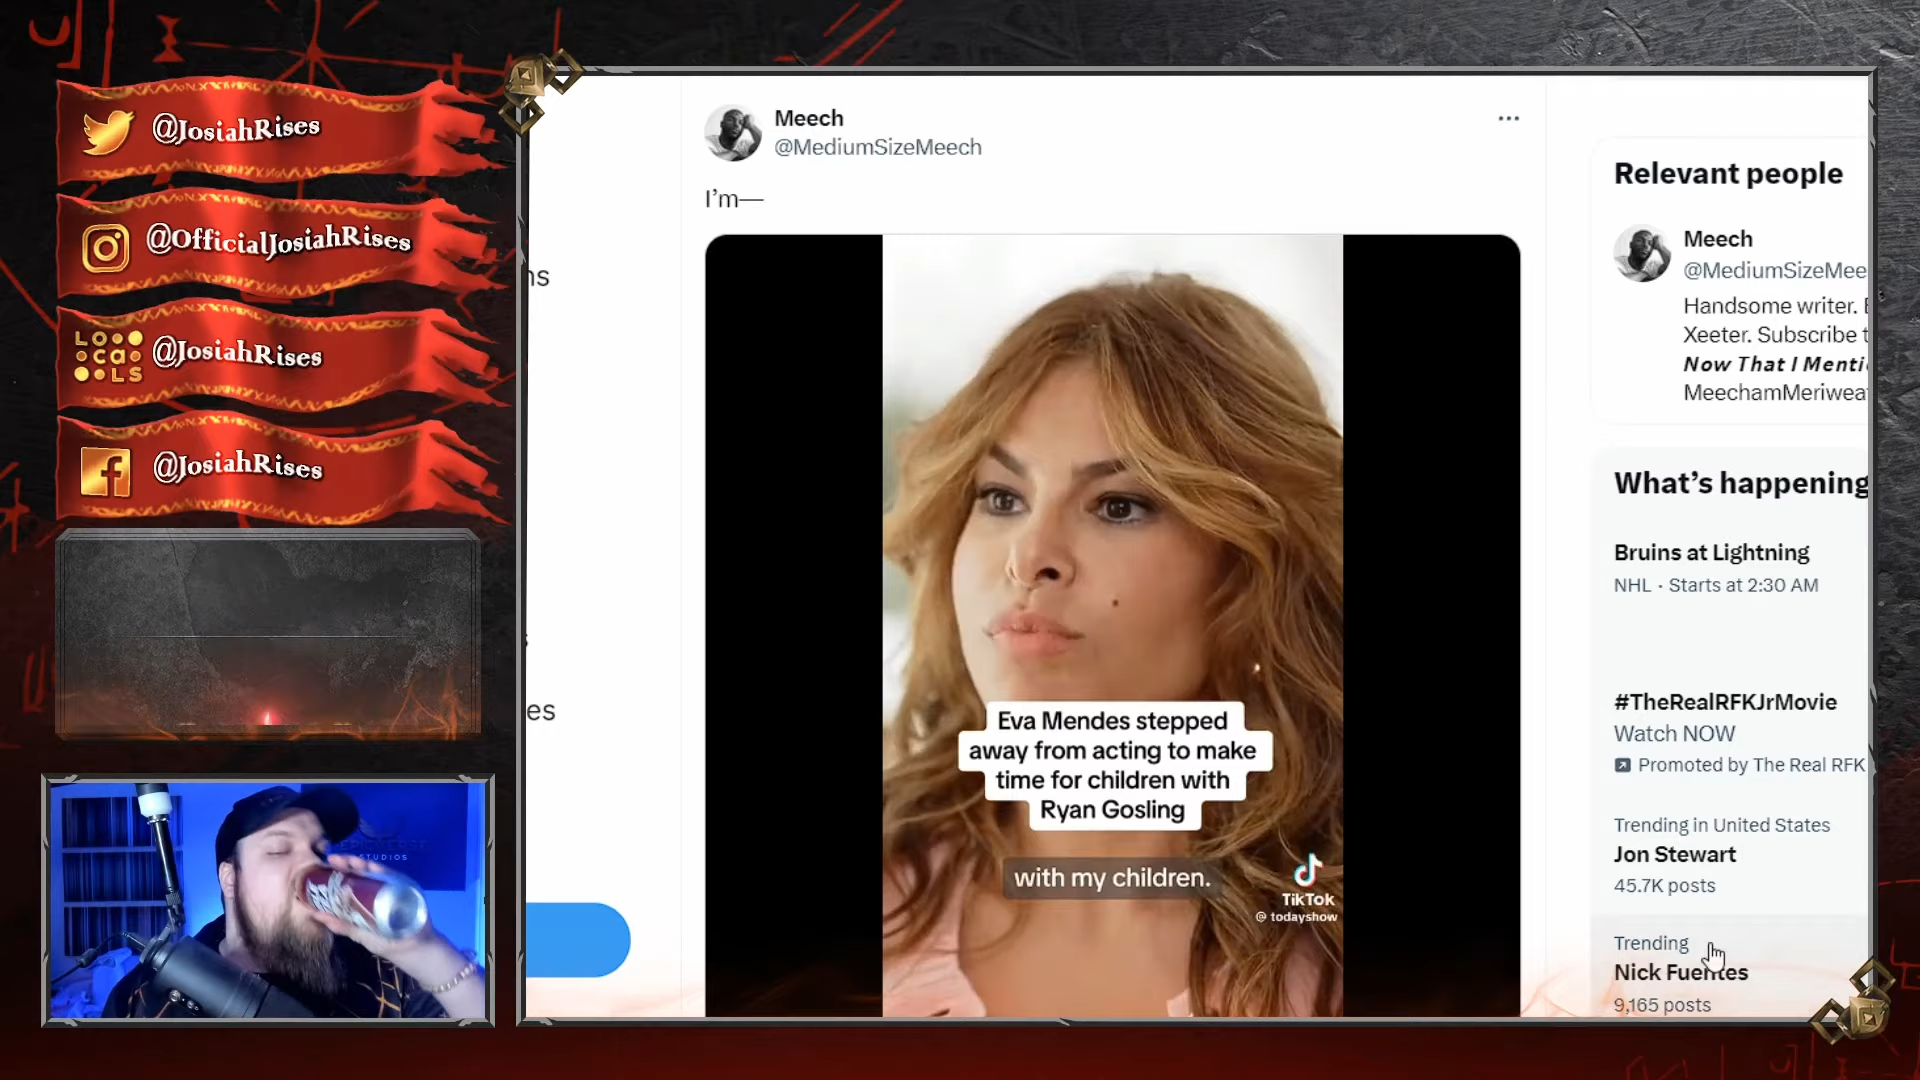 @JosiahRises
@OfficialJosiahRises
LOCALS
@JosiahRises
@JosiahRises
STUDIOS
ns
es
Meech
@MediumSizeMeech
I'm—
Eva Mendes stepped
away from acting to make
time for children with
Ryan Gosling
with my children.
TikTok
@todayshow
Relevant people
Meech
@MediumSizeMee
Handsome writer.
Xeeter. Subscribe t
Now That I Menti
MeechamMeriwea
What's happening
Bruins at Lightning
NHL · Starts at 2:30 AM
#TheRealRFKJrMovie
Watch NOW
Promoted by The Real RFK
Trending in United States
Jon Stewart
45.7K posts
Trending
Nick Fuentes
9,165 posts